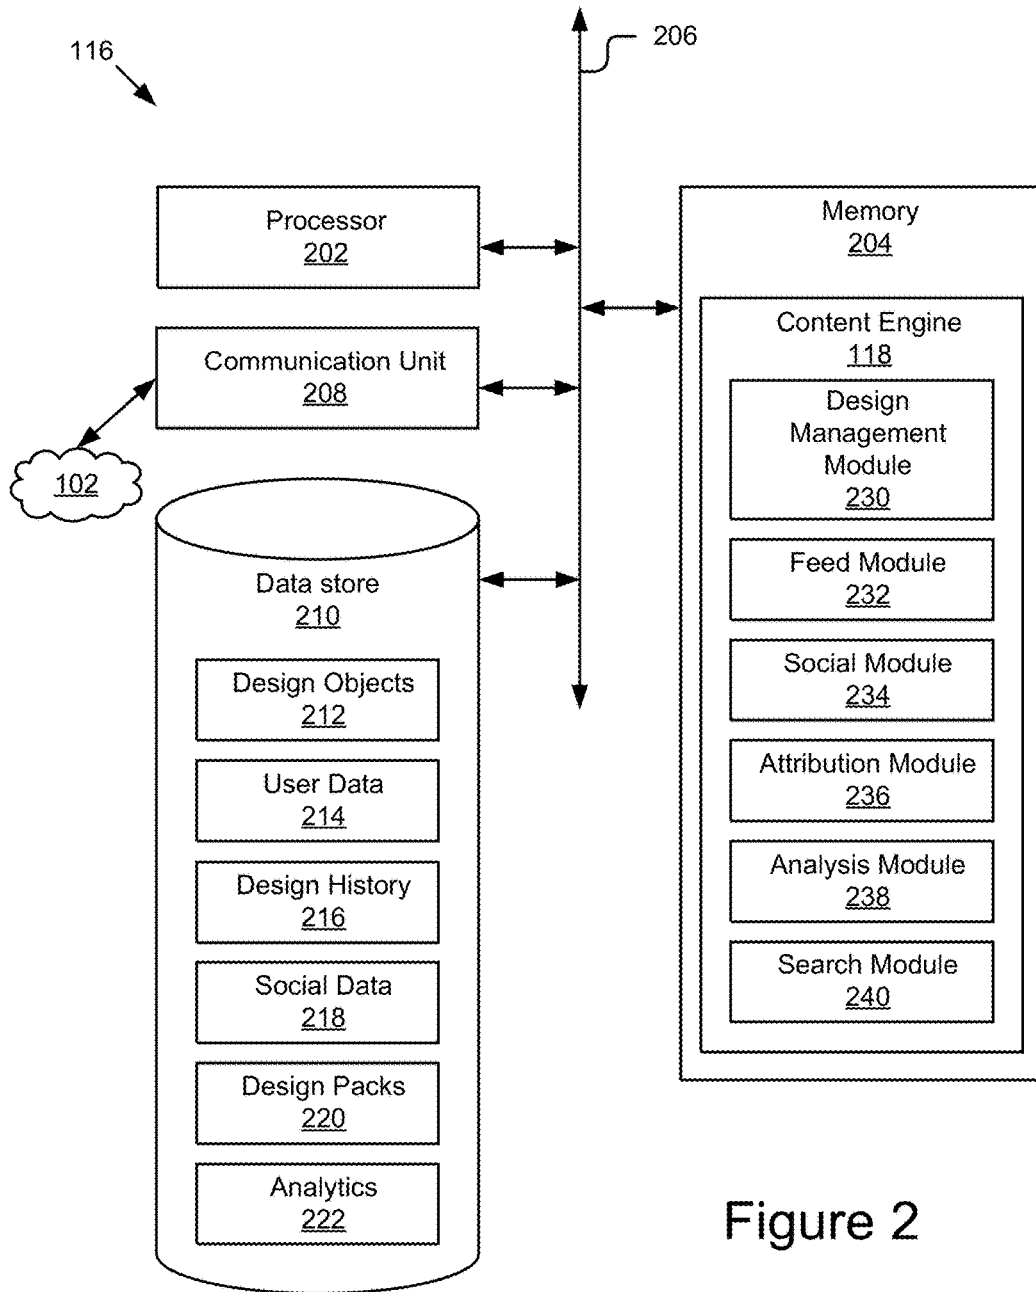 116
206
Processor
202
Communication Unit
208
102
Data store
210
Design Objects
212
User Data
214
Design History
216
Social Data
218
Design Packs
220
Analytics
222
Memory
204
Content Engine
118
Design
Management
Module
230
Feed Module
232
Social Module
234
Attribution Module
236
Analysis Module
238
Search Module
240
Figure 2